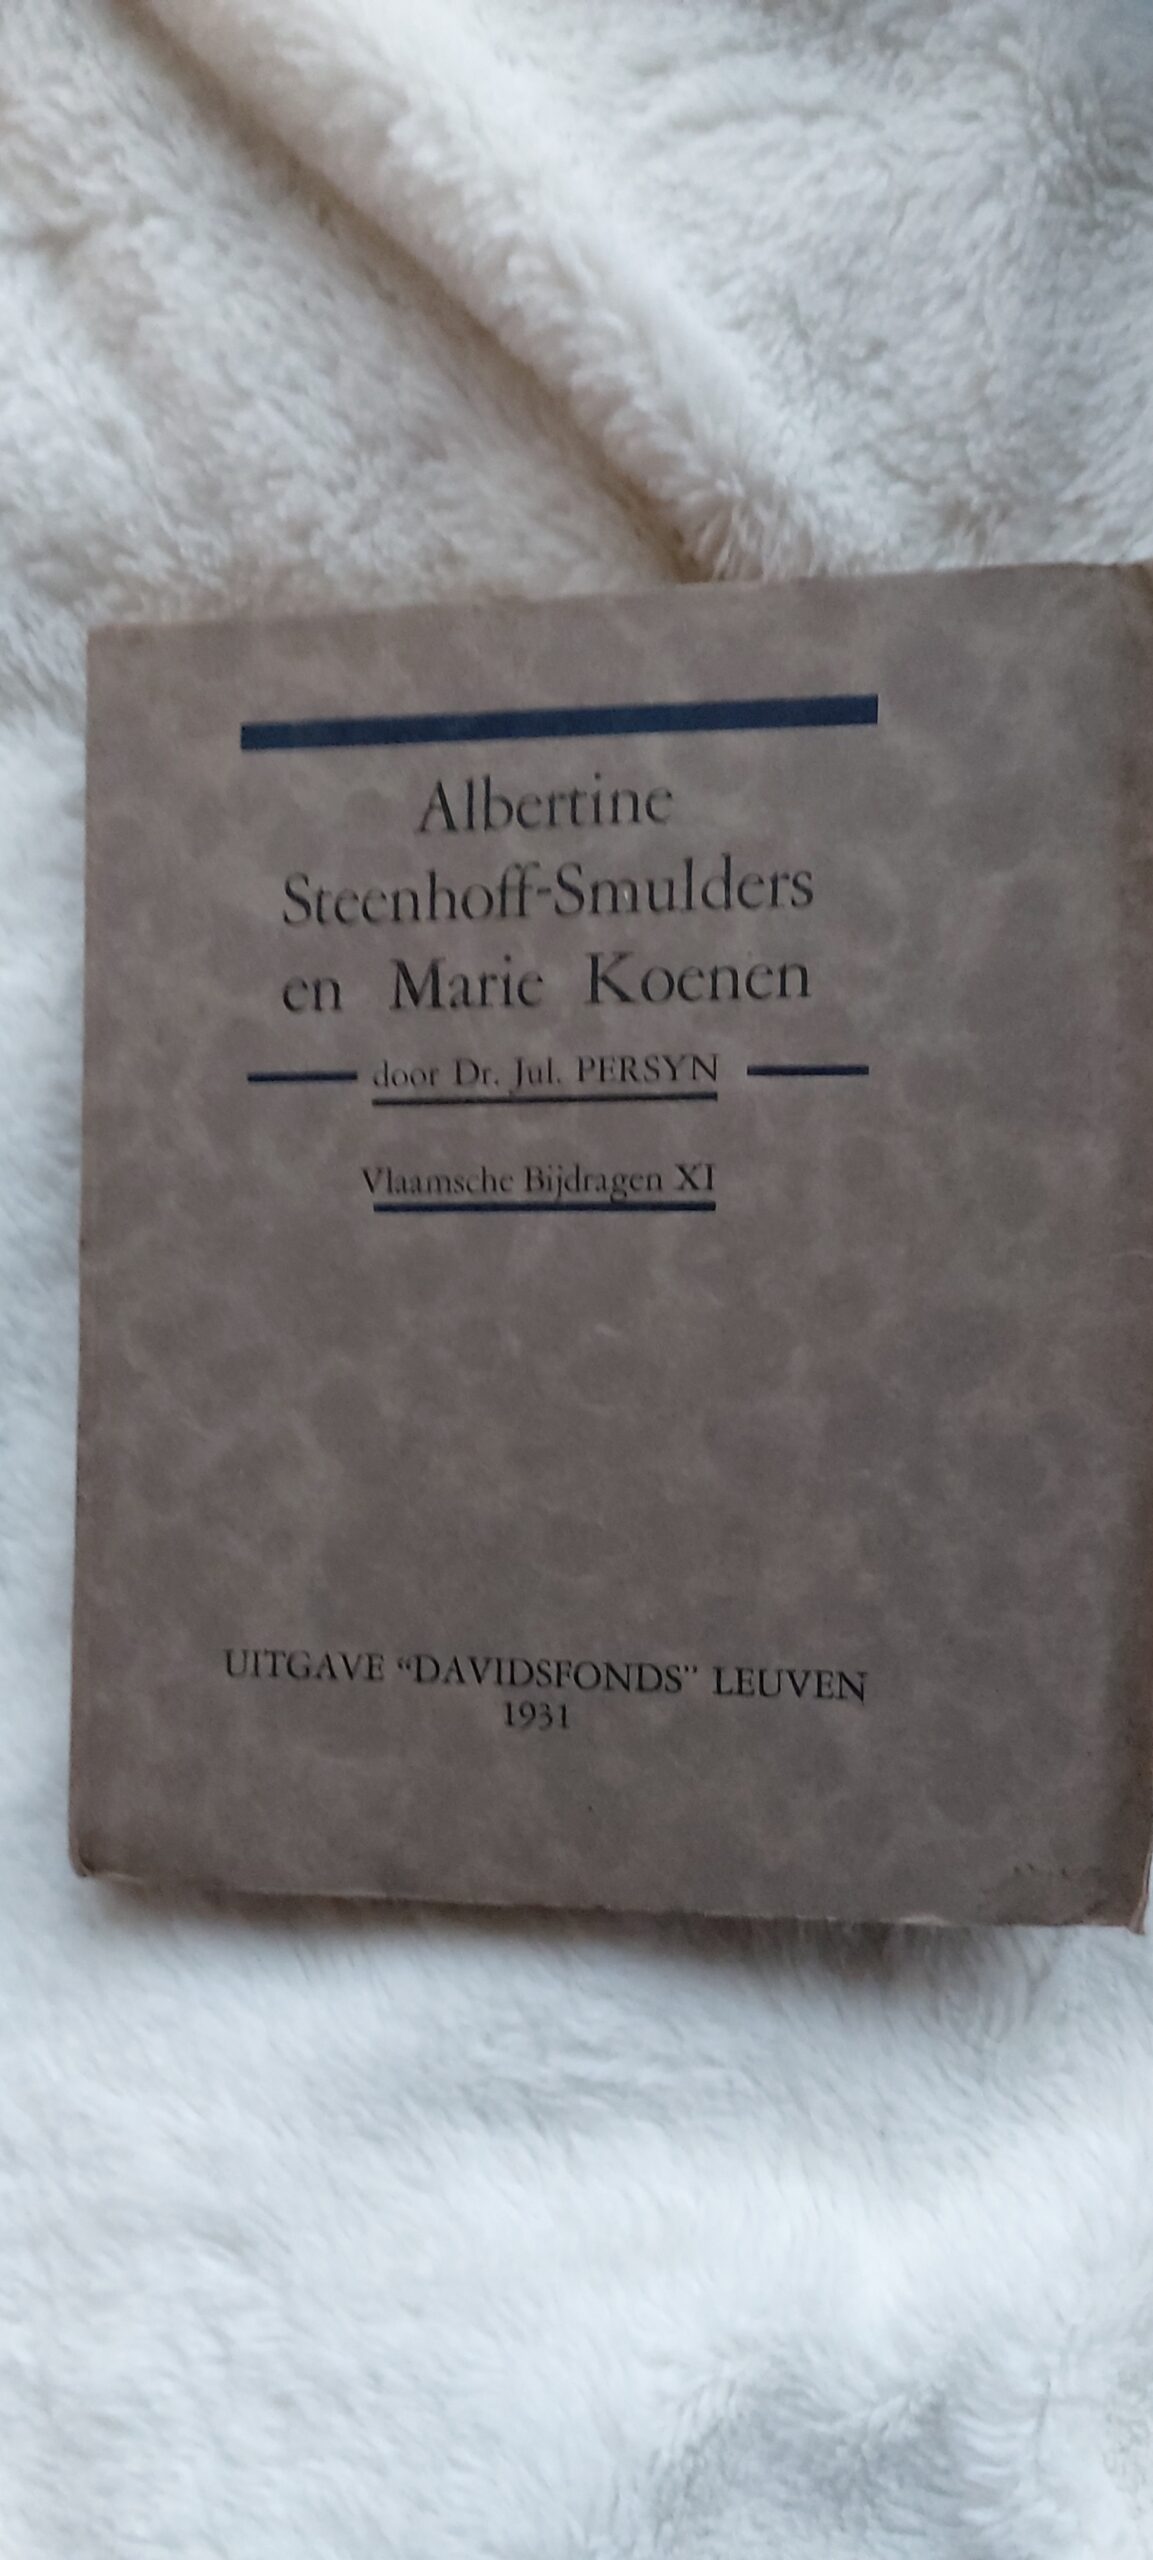 Albertine
Steenhoff-Smulders
en Marie Koenen
door Dr. Jul. PERSYN
Vlaamsche Bijdragen XI
UITGAVE “DAVIDSFONDS” LEUVEN
1931